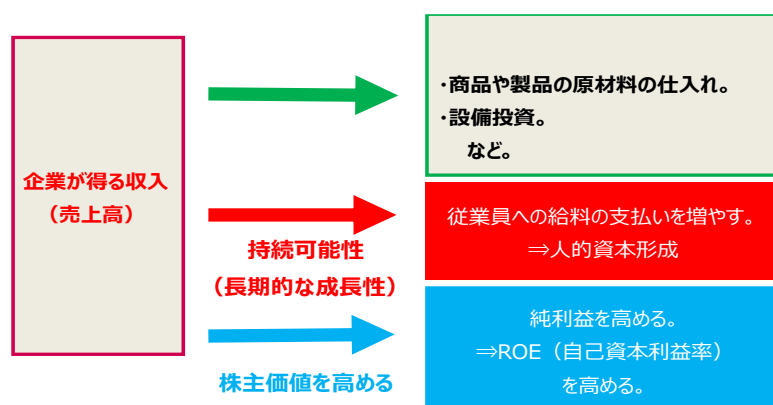 企業が得る収入
（売上高）
・商品や製品の原材料の仕入れ。
・設備投資。
など。
持続可能性
（長期的な成長性）
従業員への給料の支払いを増やす。
⇒人的資本形成
株主価値を高める
純利益を高める。
⇒ROE（自己資本利益率）
を高める。